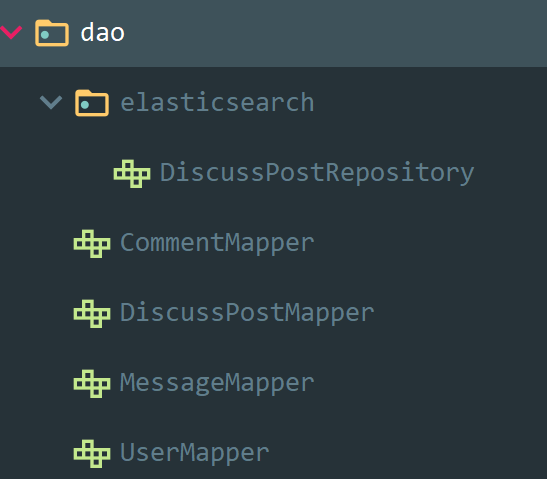 dao
elasticsearch
DiscussPostRepository
CommentMapper
DiscussPostMapper
MessageMapper
UserMapper